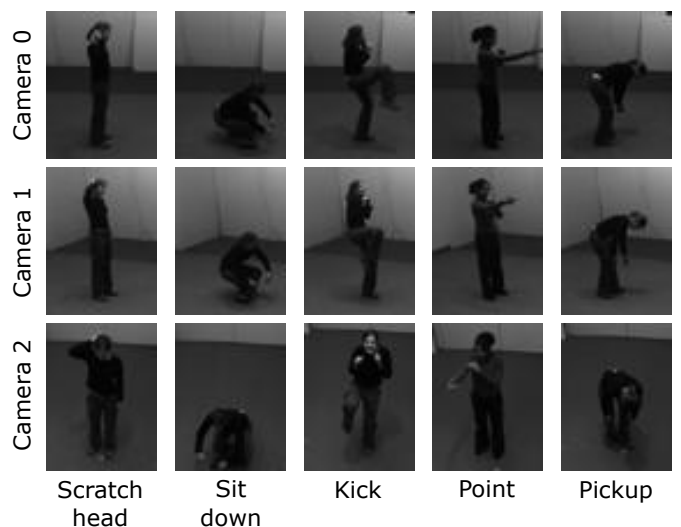 Camera 0
Camera 1
Camera 2
Scratch head
Sit down
Kick
Point
Pickup